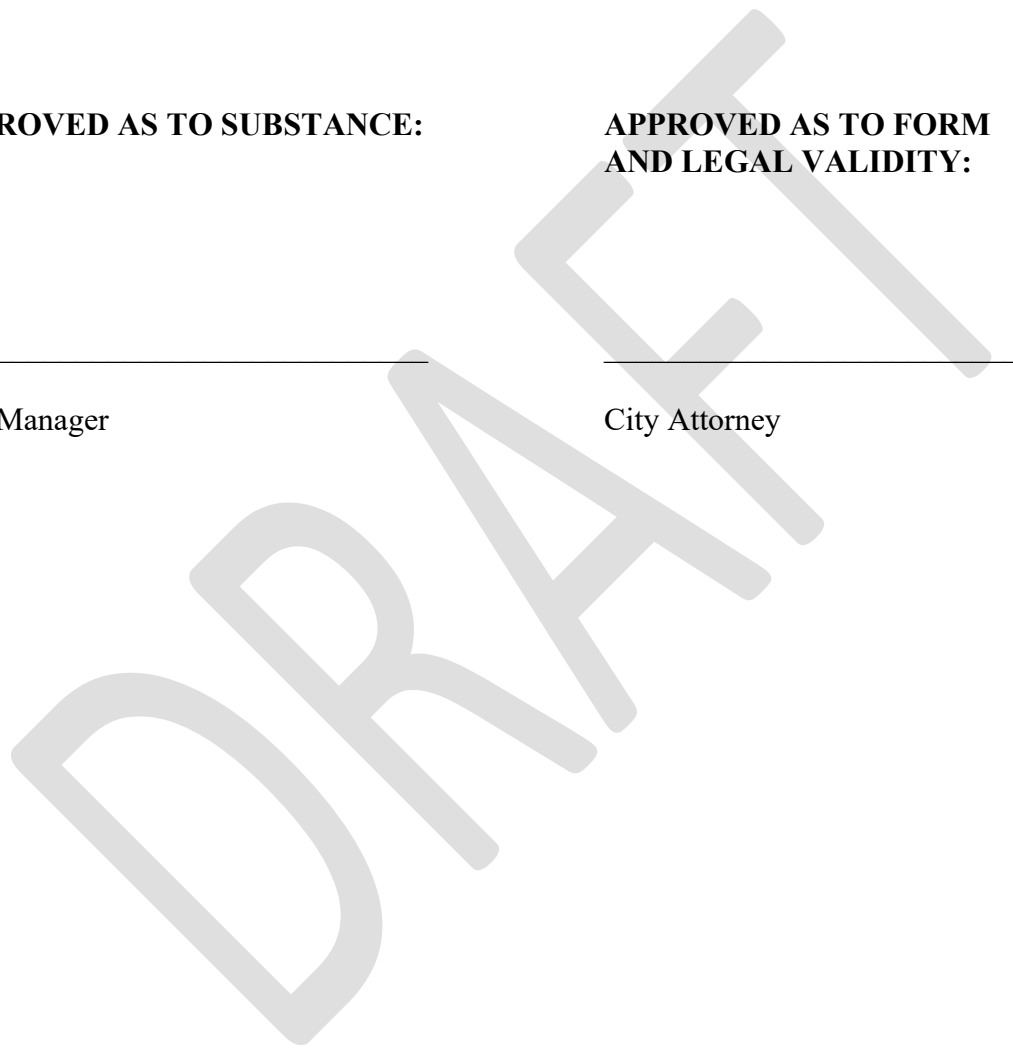 ROVED AS TO SUBSTANCE:
APPROVED AS TO FORM
AND LEGAL VALIDITY:
Manager
City Attorney
DRAFT